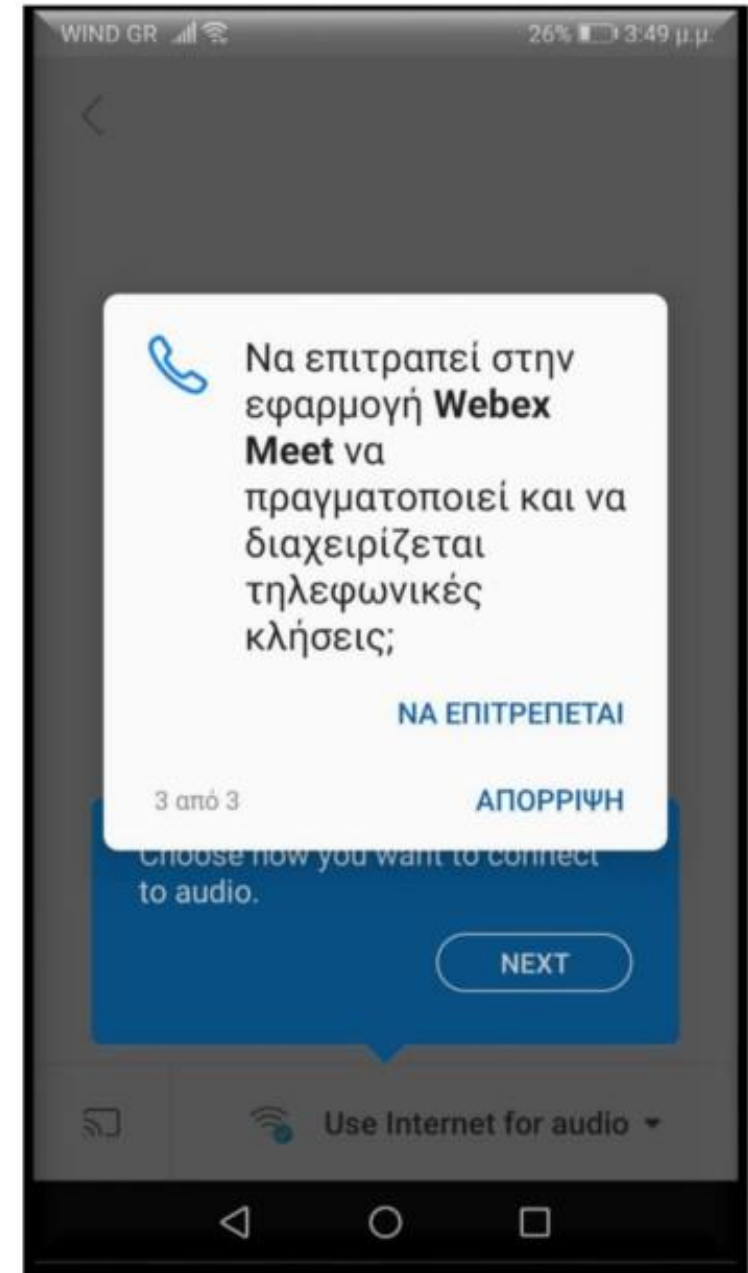 WIND GR 26% 3:49 μ.μ.
Να επιτραπεί στην
εφαρμογή Webex
Meet να
πραγματοποιεί και να
διαχειρίζεται
τηλεφωνικές
κλήσεις;
ΝΑ ΕΠΙΤΡΕΠΕΤΑΙ
3 από 3 ΑΠΟΡΡΙΨΗ
Choose how you want to connect
to audio.
NEXT
Use Internet for audio